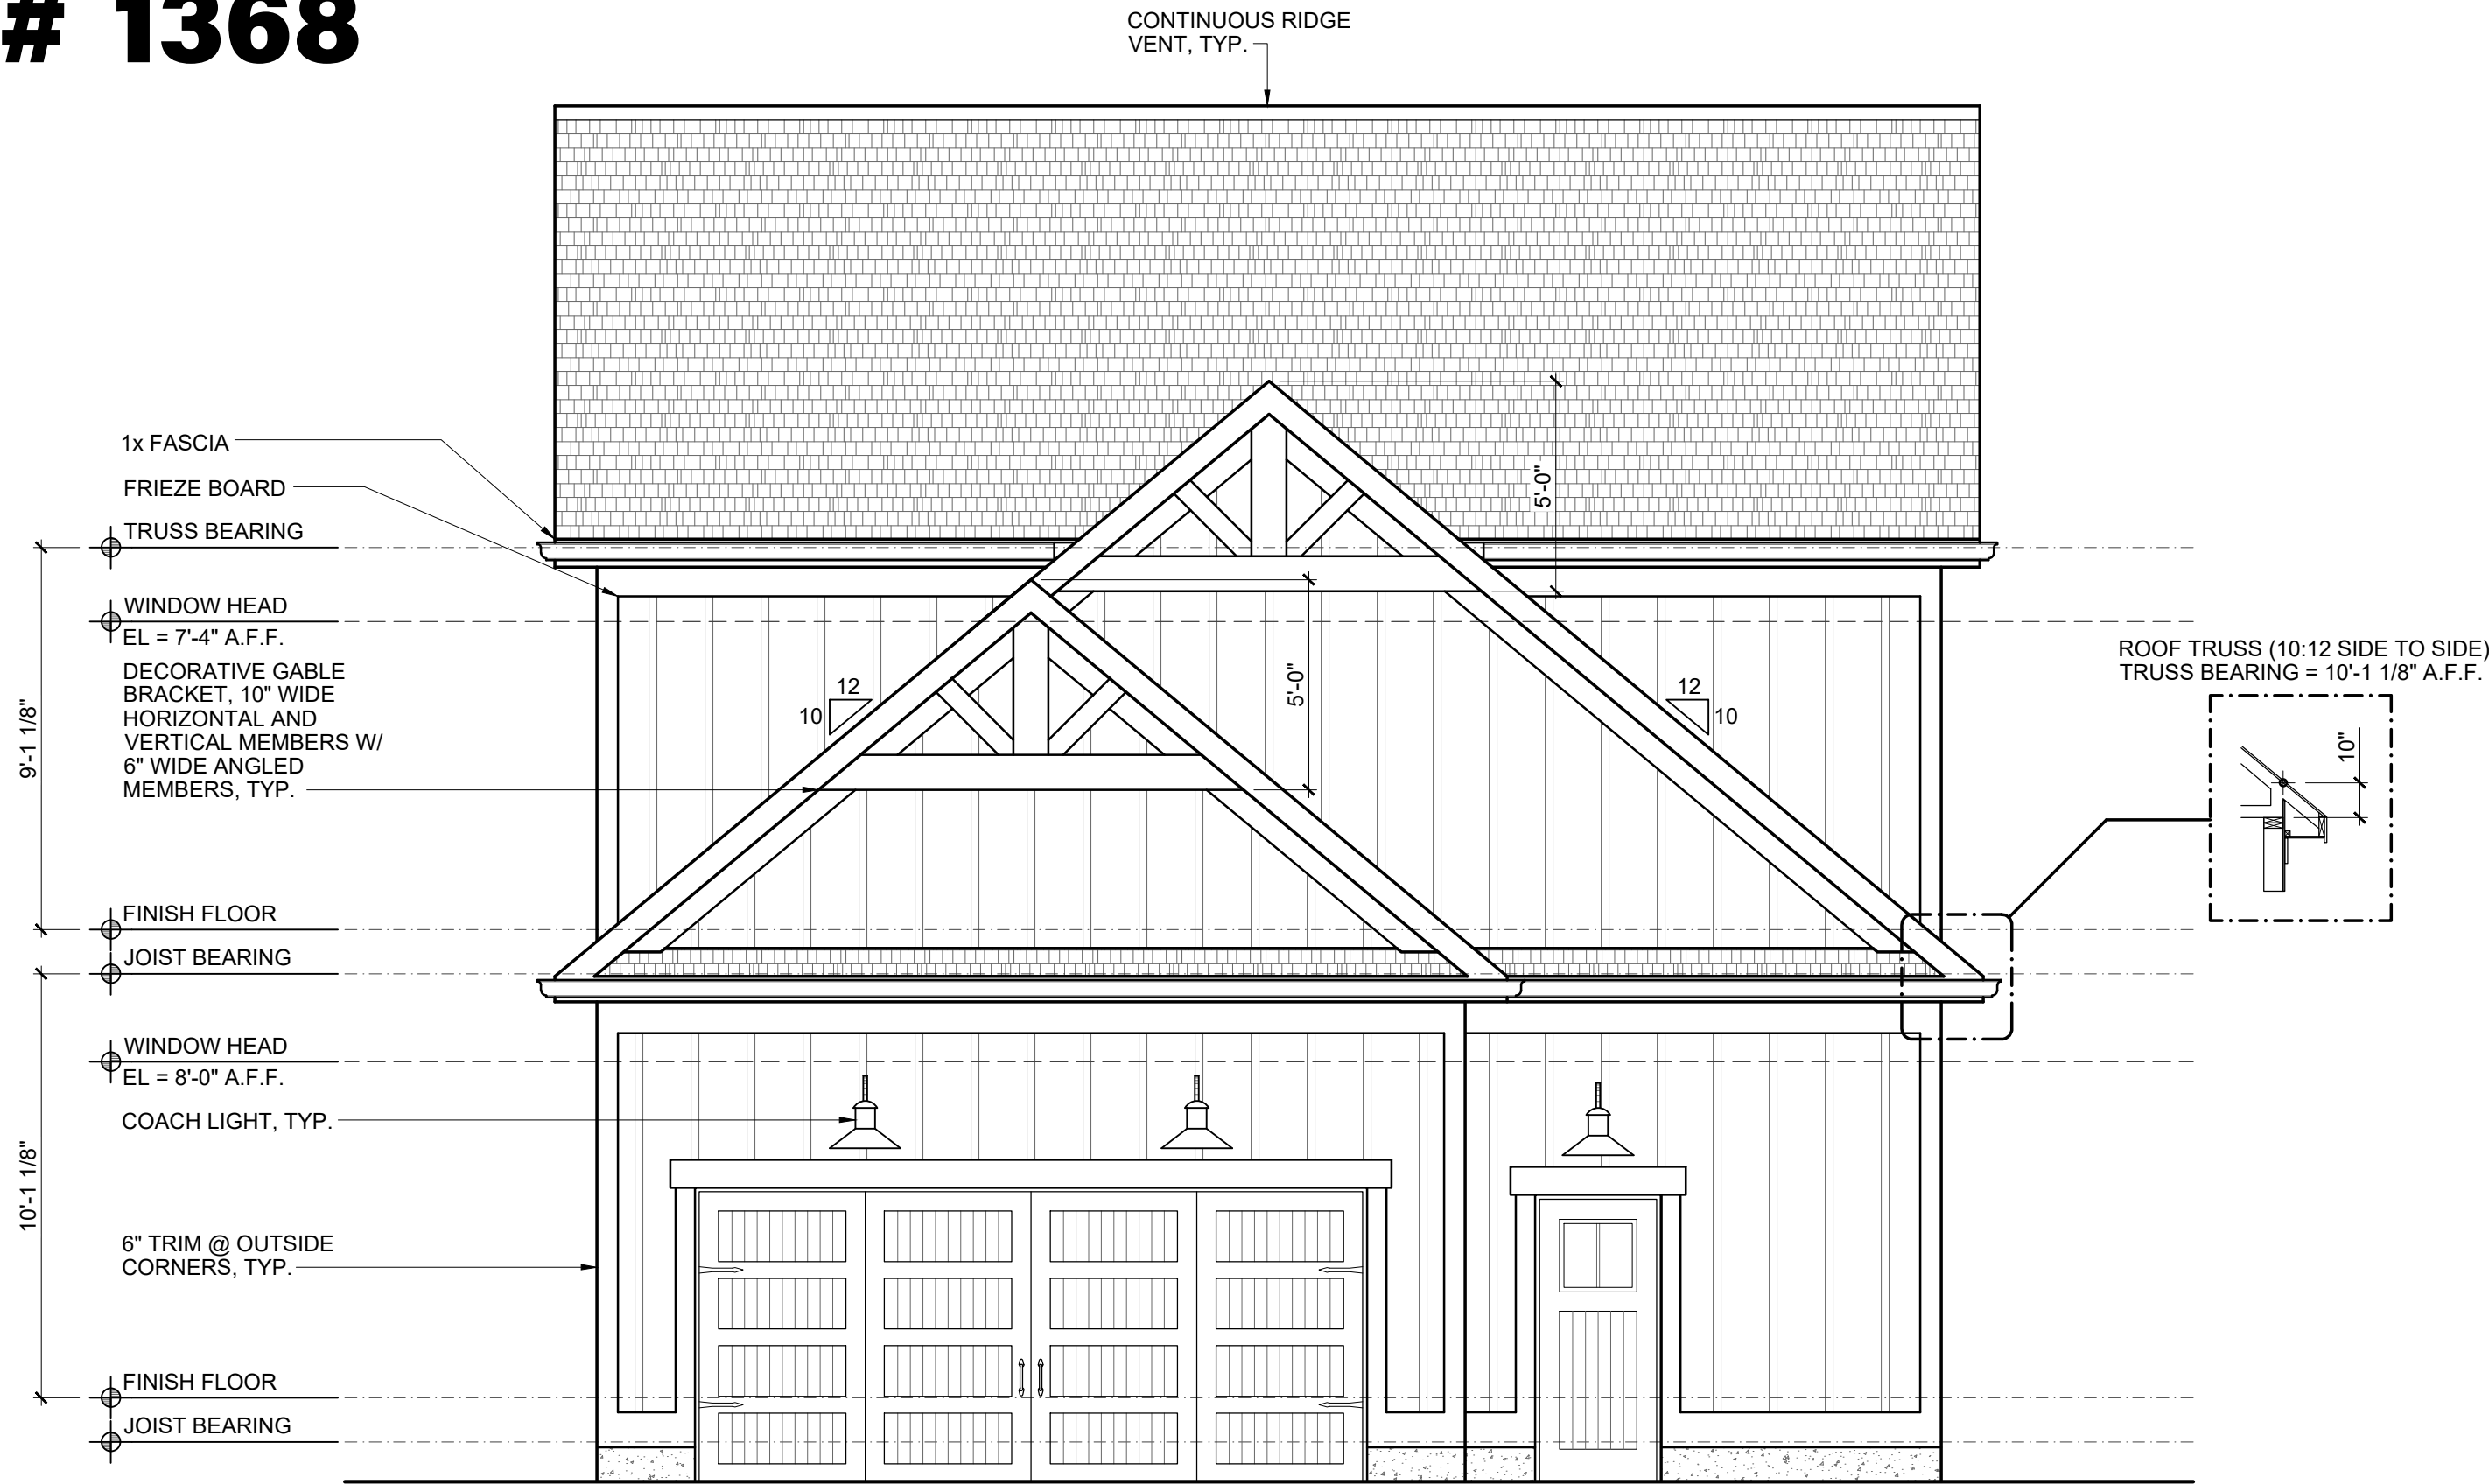 # 1368
CONTINUOUS RIDGE
VENT, TYP.
1x FASCIA
FRIEZE BOARD
TRUSS BEARING
WINDOW HEAD
EL = 7'-4" A.F.F.
DECORATIVE GABLE
BRACKET, 10" WIDE
HORIZONTAL AND
VERTICAL MEMBERS W/
6" WIDE ANGLED
MEMBERS, TYP.
9'-1 1/8"
FINISH FLOOR
JOIST BEARING
WINDOW HEAD
EL = 8'-0" A.F.F.
COACH LIGHT, TYP.
10'-1 1/8"
6" TRIM @ OUTSIDE
CORNERS, TYP.
FINISH FLOOR
JOIST BEARING
5'-0"
5'-0"
12
10
12
10
ROOF TRUSS (10:12 SIDE TO SIDE)
TRUSS BEARING = 10'-1 1/8" A.F.F.
10"